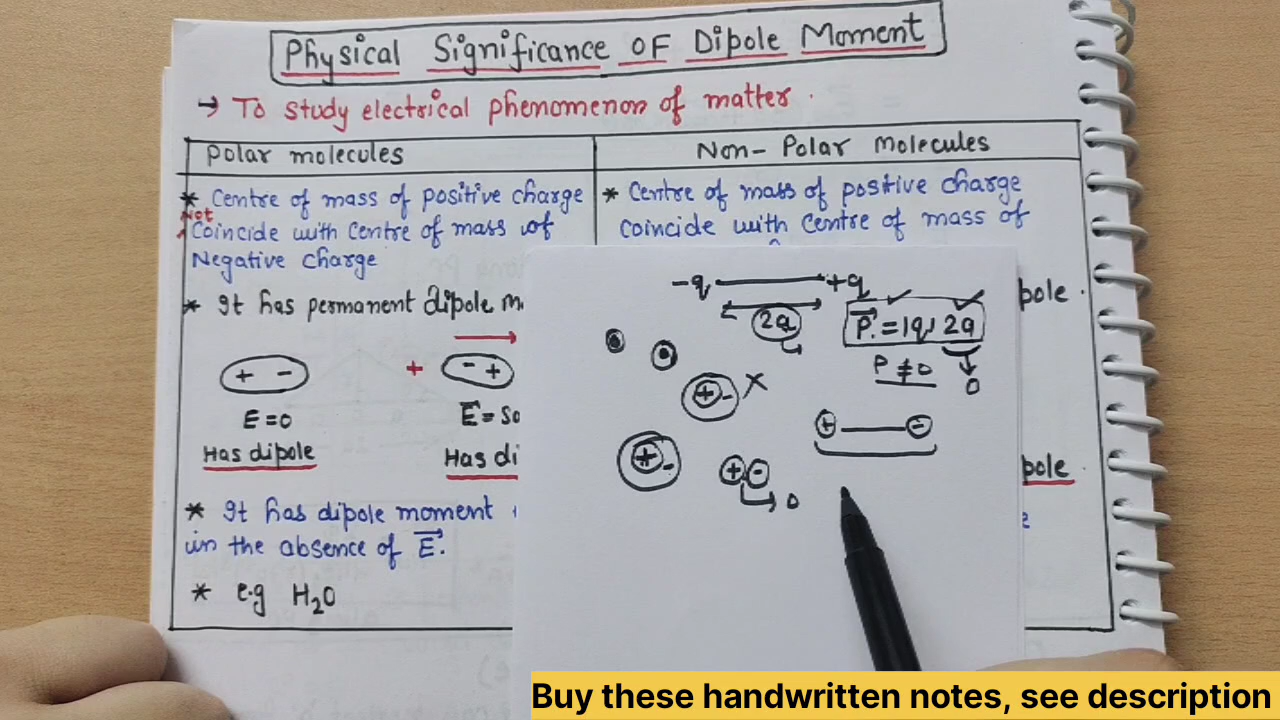 Physical Significance OF Dipole Moment
→ To study electrical phenomenon of matter.
Polar molecules
* Centre of mass of positive charge
Not
Coincide with Centre of mass of
Negative charge
* It has permanent dipole m
+ -
+
- +
E=0
Has dipole
Has di
* It has dipole moment
in the absence of E.
* e.g H₂O
Non-Polar Molecules
* Centre of mass of positive charge
Coincide with Centre of mass of
pole.
pole
-q +q
2a
P = |q| 2a
P ≠ 0
0
+ -
+ -
+ -
+ - 0
Buy these handwritten notes, see description